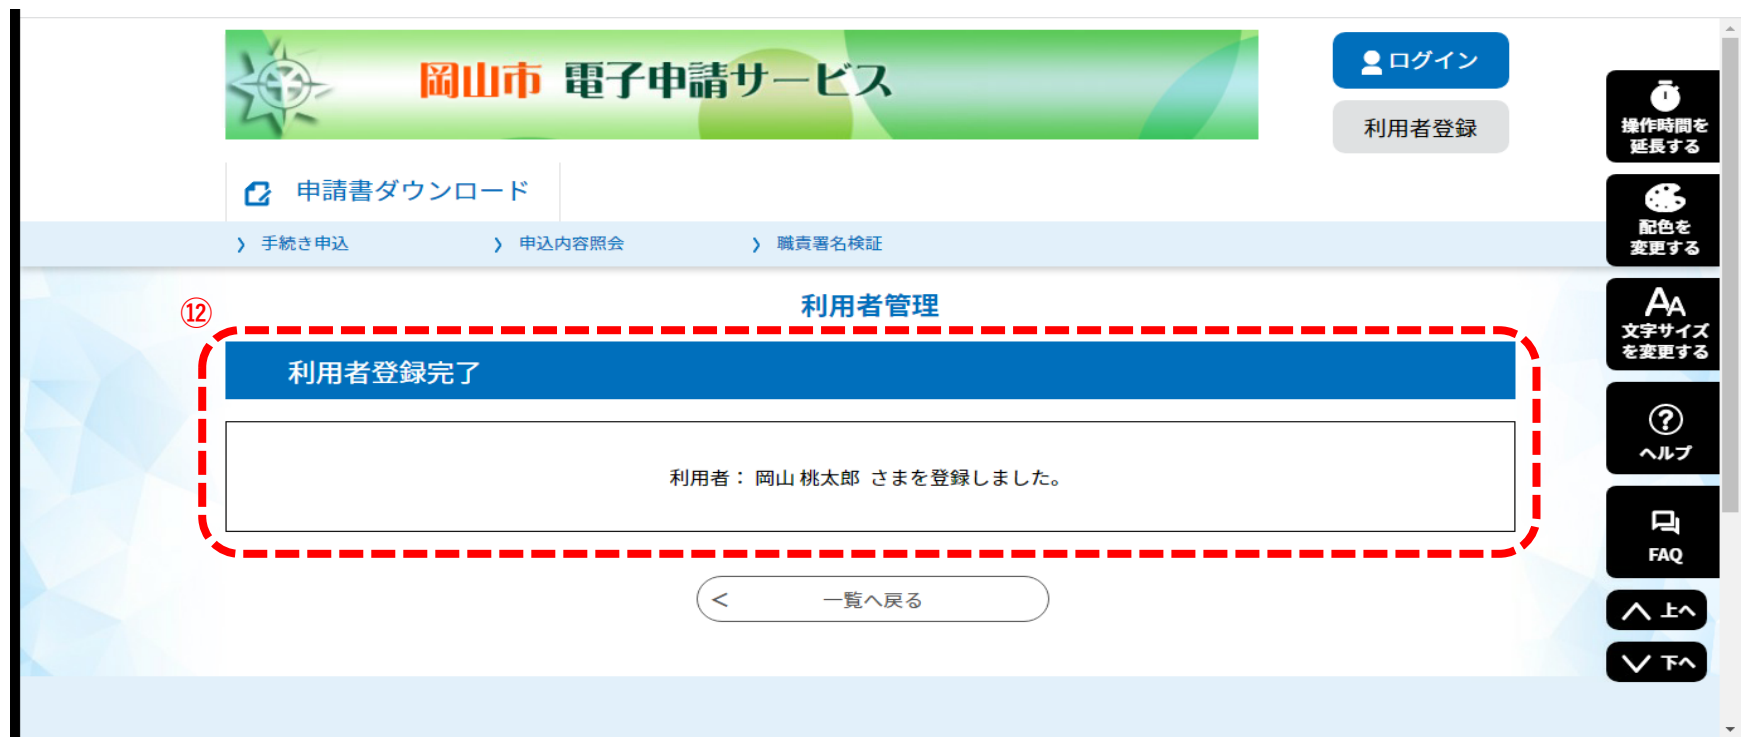 岡山市 電子申請サービス
ログイン
利用者登録
申請書ダウンロード
手続き申込
申込内容照会
職責署名検証
利用者管理
⑫
利用者登録完了
利用者： 岡山 桃太郎 さまを登録しました。
< 一覧へ戻る
操作時間を
延長する
配色を
変更する
AA
文字サイズ
を変更する
?
ヘルプ
FAQ
上へ
下へ